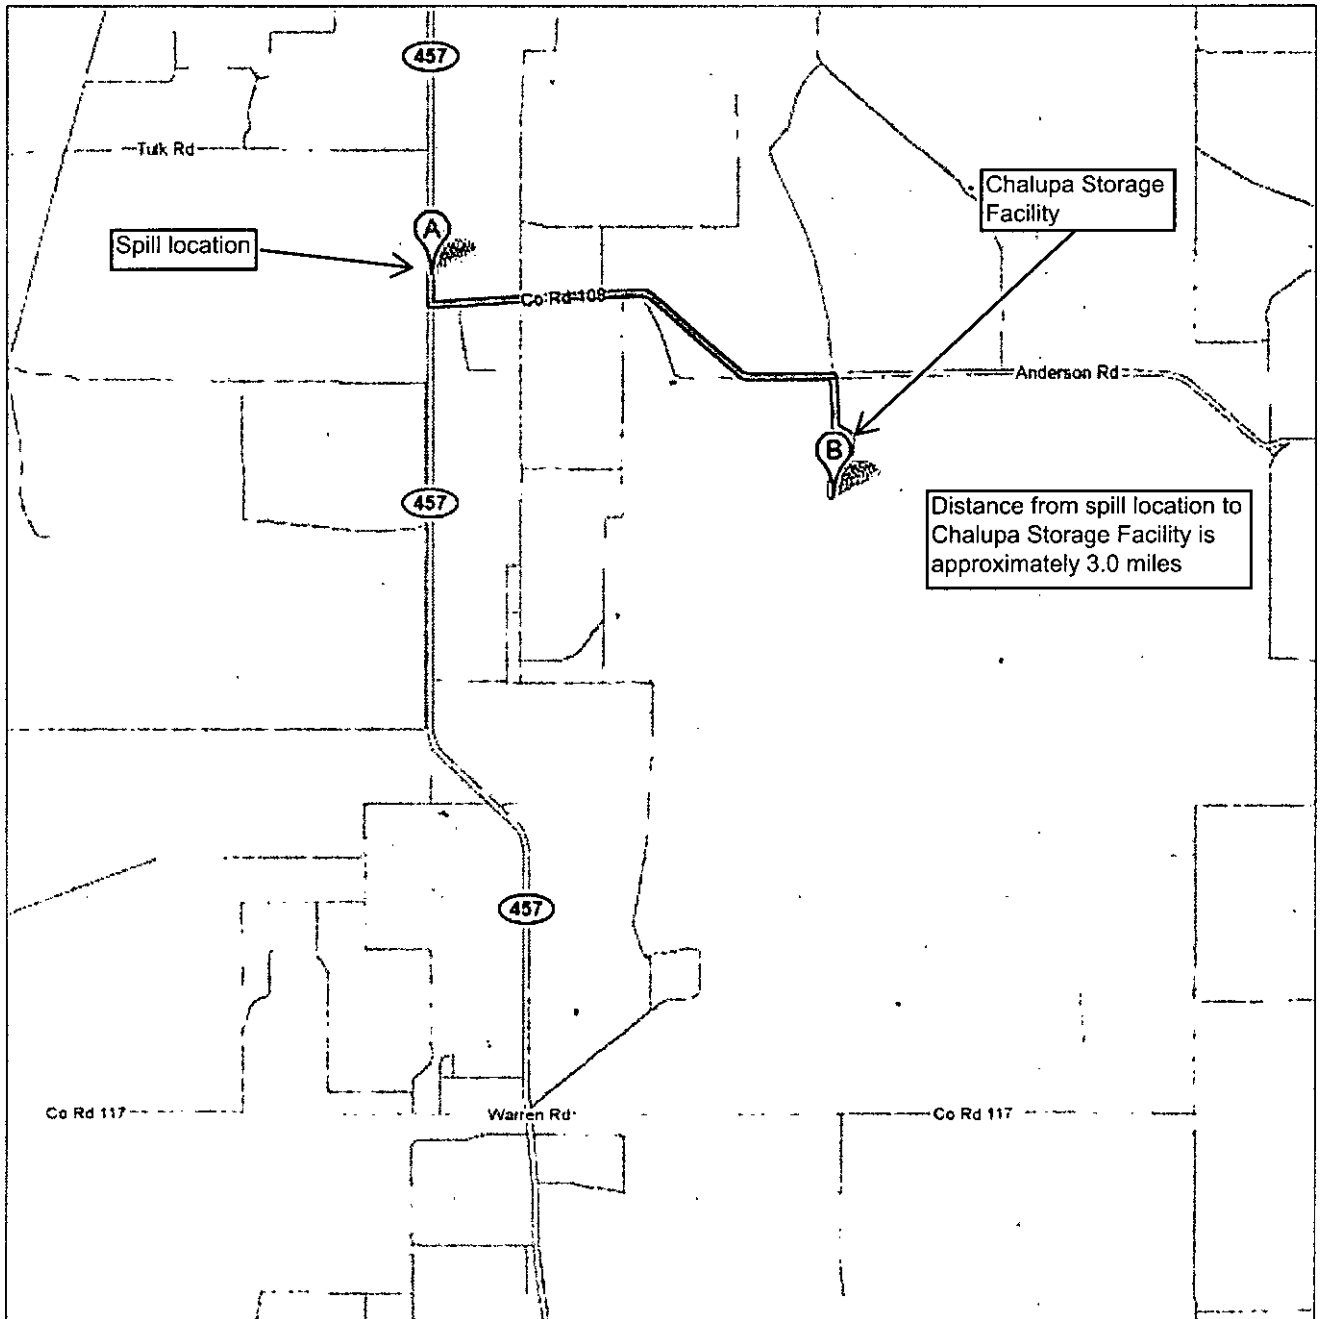 457
Tulk Rd
Chalupa Storage
Facility
A
Spill location
Co Rd 108
Anderson Rd
B
457
Distance from spill location to
Chalupa Storage Facility is
approximately 3.0 miles
457
Co Rd 117
Warren Rd
Co Rd 117